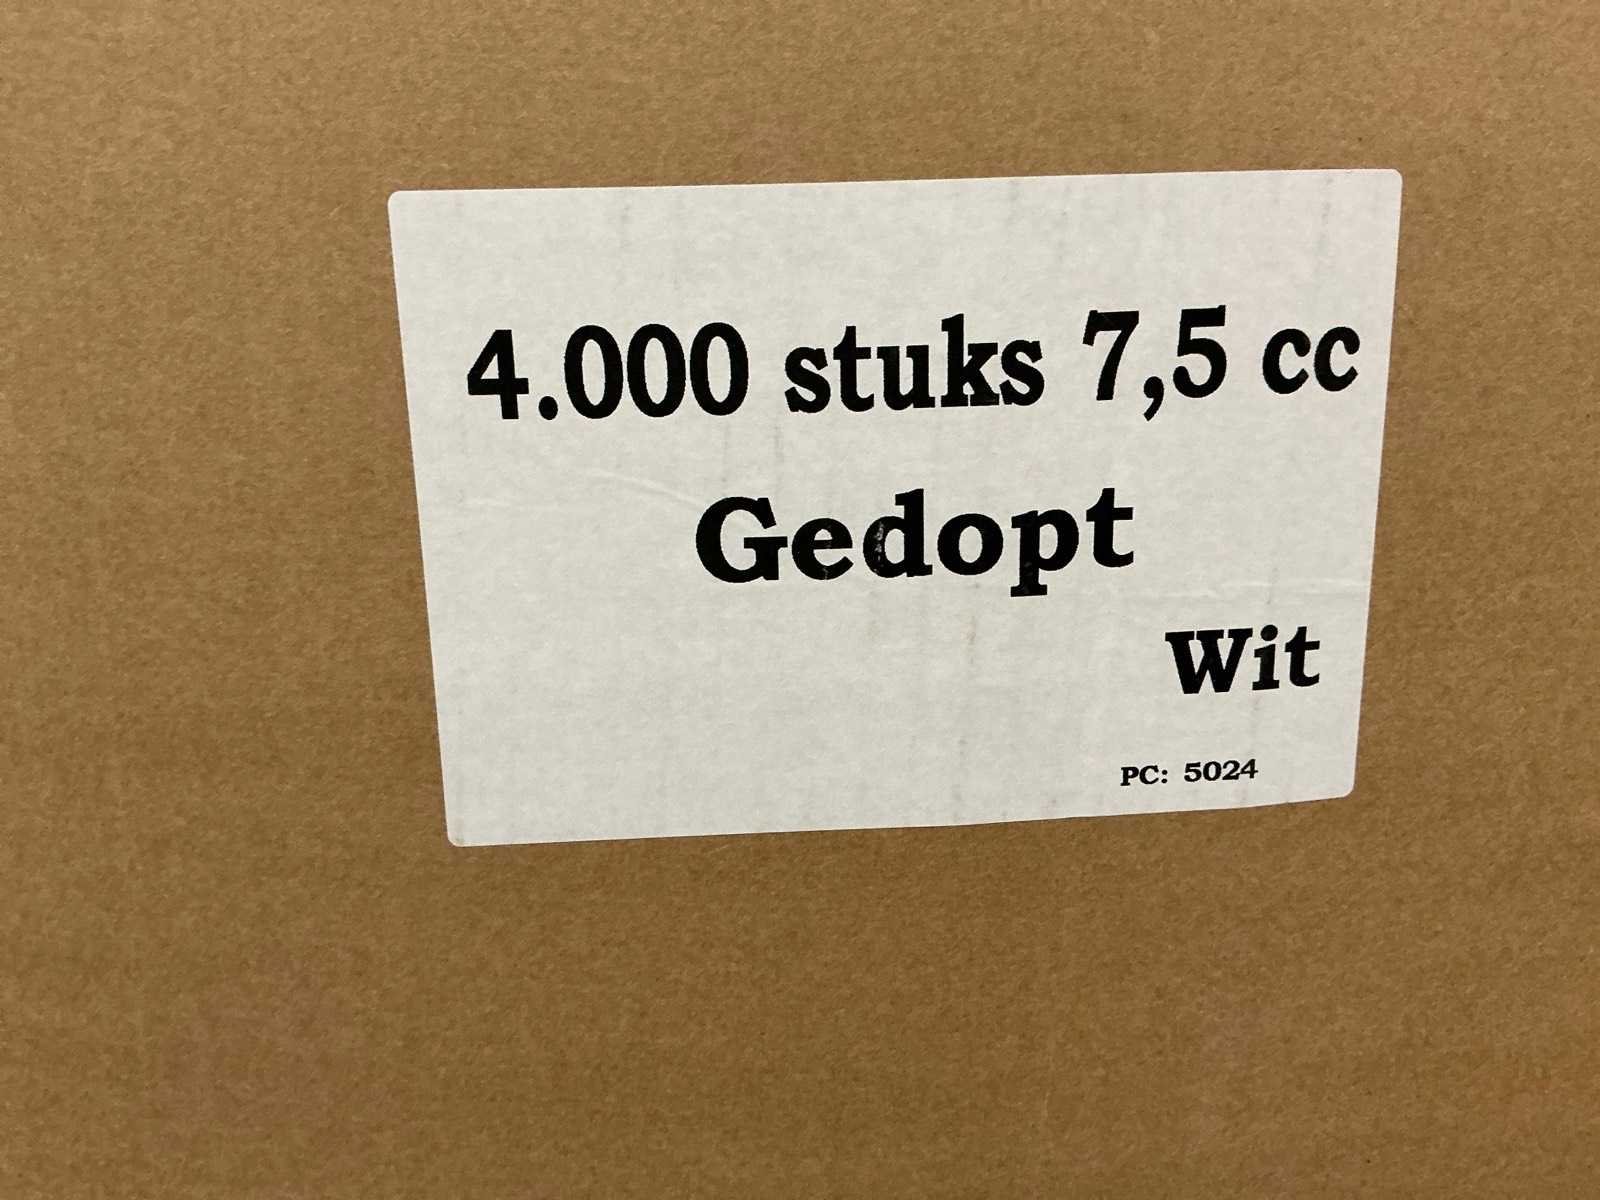 4.000 stuks 7,5 cc
Gedopt
Wit
PC: 5024